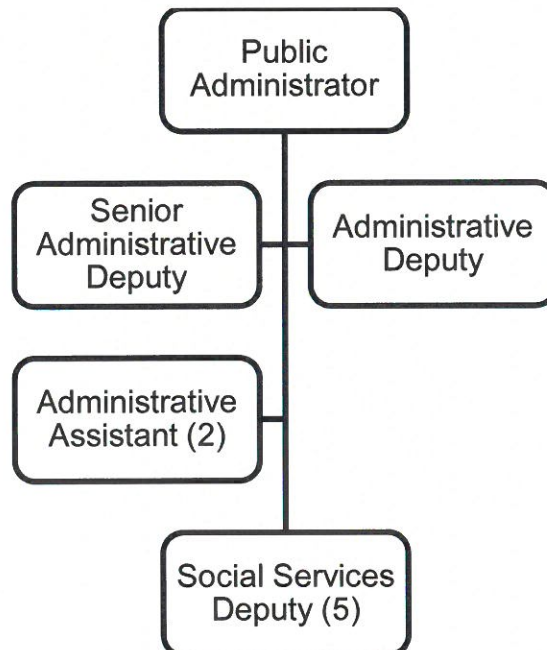 Public
Administrator
Senior
Administrative
Deputy
Administrative
Deputy
Administrative
Assistant (2)
Social Services
Deputy (5)